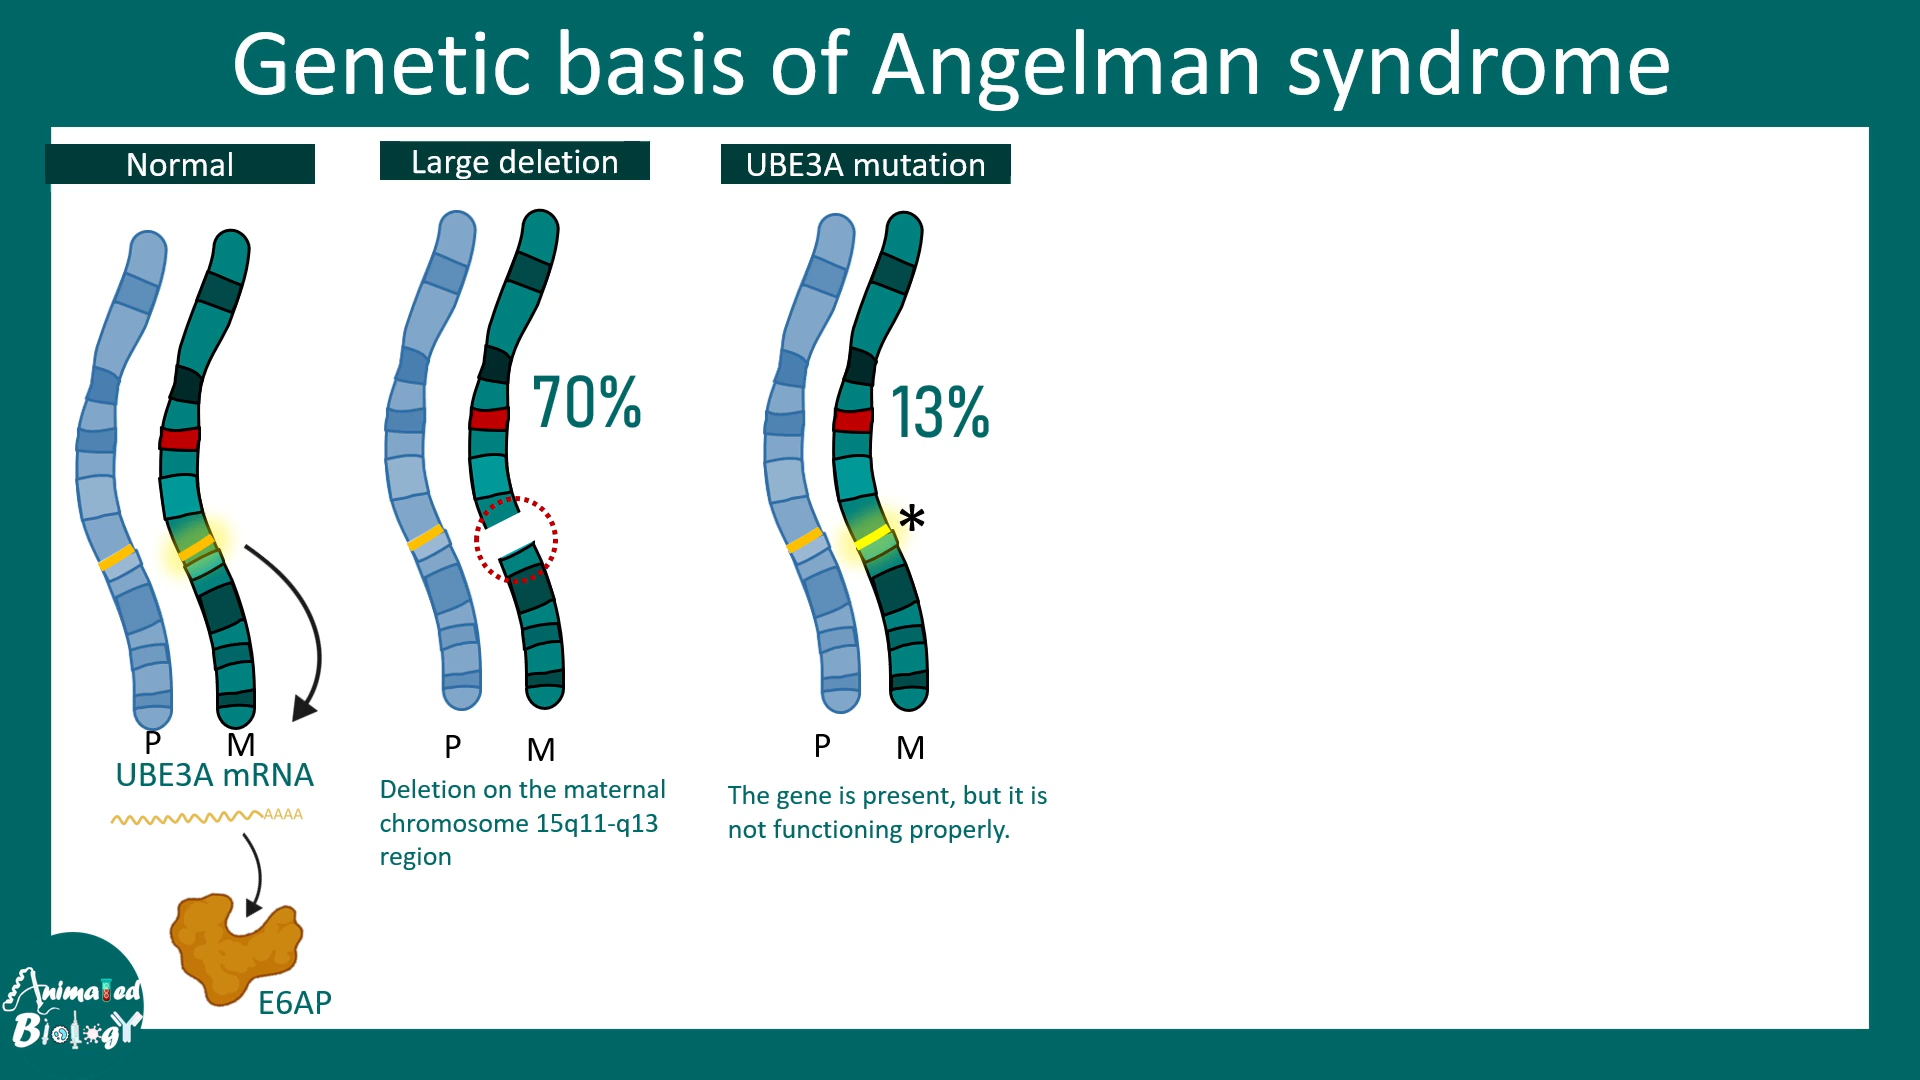 Genetic basis of Angelman syndrome
Normal
P
M
UBE3A mRNA
AAAA
E6AP
Large deletion
70%
P
M
Deletion on the maternal
chromosome 15q11-q13
region
UBE3A mutation
13%
*
P
M
The gene is present, but it is
not functioning properly.
Animated
Biology